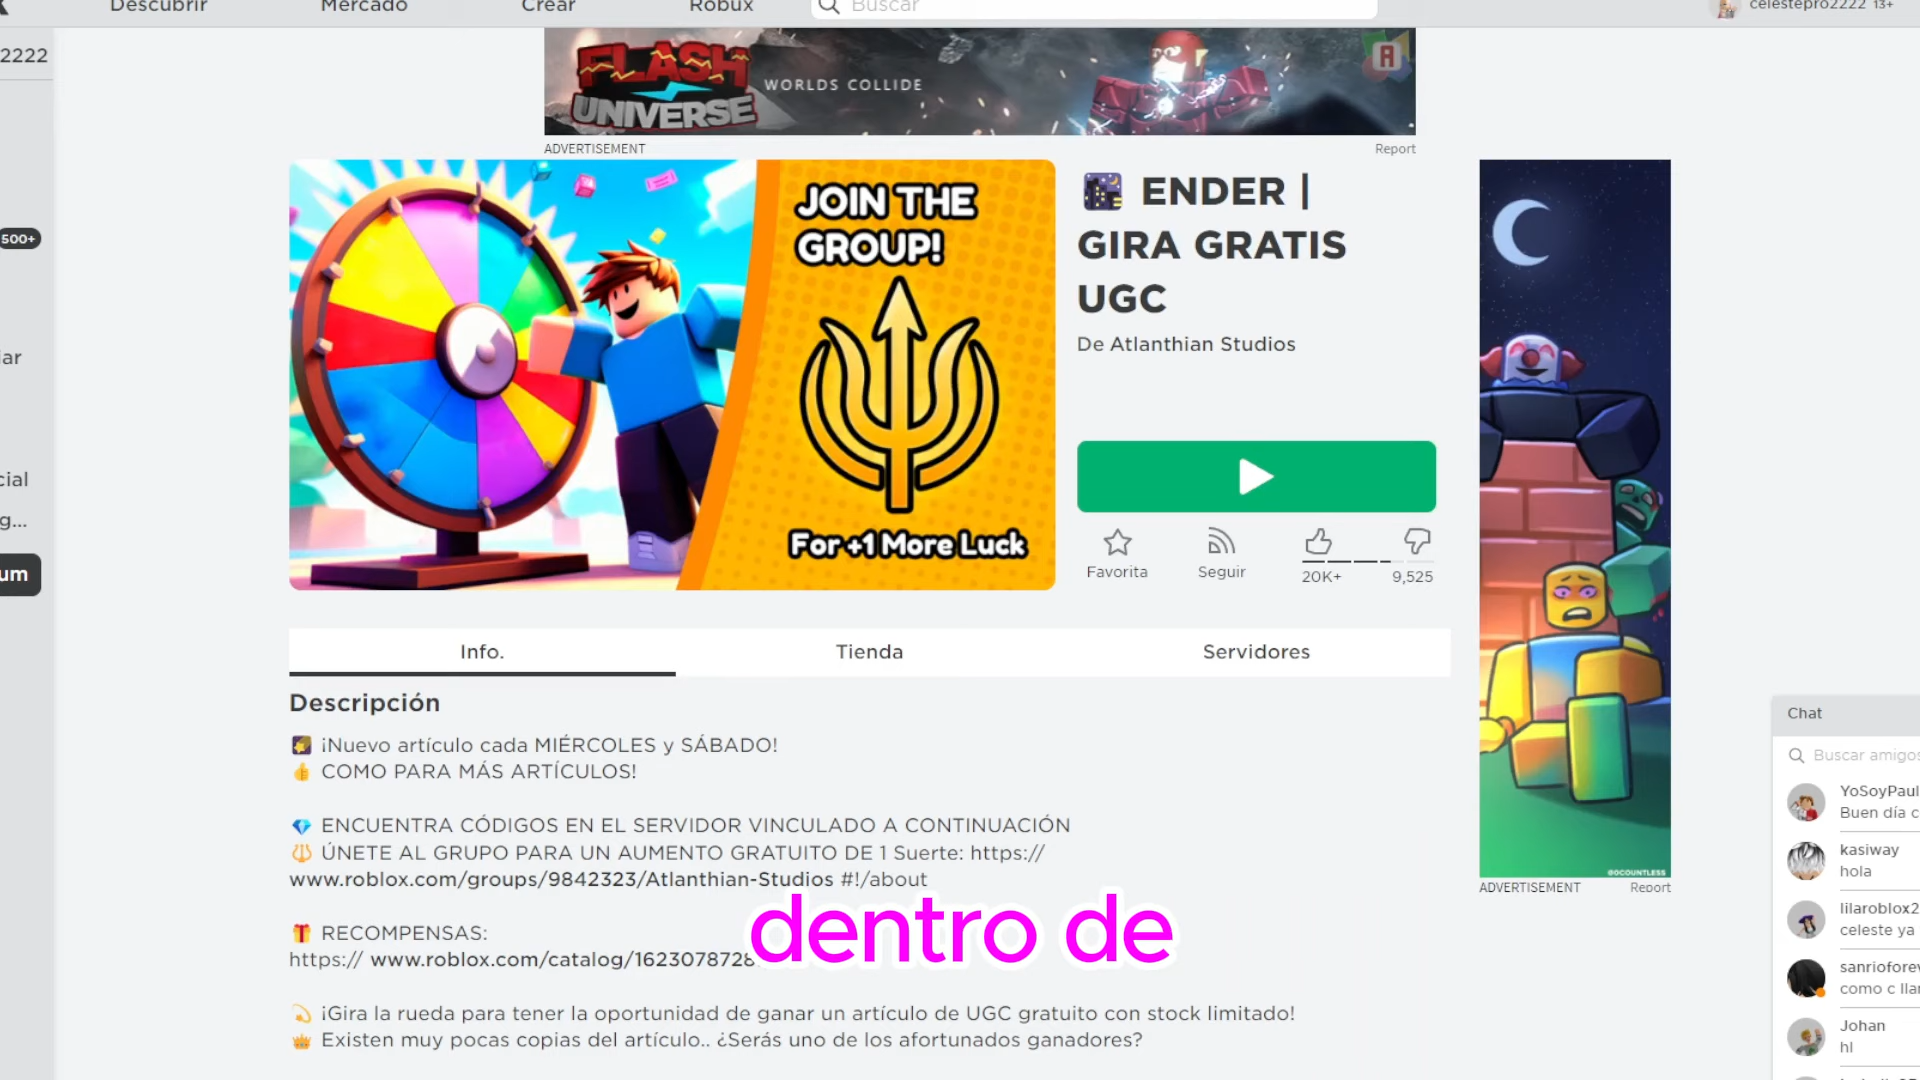 Descubrir Mercado Crear Robux Buscar celestepro2222 13+
2222
FLASH UNIVERSE WORLDS COLLIDE
ADVERTISEMENT Report
JOIN THE GROUP!
For +1 More Luck
ENDER |
GIRA GRATIS
UGC
De Atlanthian Studios
500+
Favorita Seguir 20K+ 9,525
Info. Tienda Servidores
Descripción
¡Nuevo artículo cada MIÉRCOLES y SÁBADO!
COMO PARA MÁS ARTÍCULOS!
ENCUENTRA CÓDIGOS EN EL SERVIDOR VINCULADO A CONTINUACIÓN
ÚNETE AL GRUPO PARA UN AUMENTO GRATUITO DE 1 Suerte: https://
www.roblox.com/groups/9842323/Atlanthian-Studios #!/about
dentro de
RECOMPENSAS:
https:// www.roblox.com/catalog/1623078728
¡Gira la rueda para tener la oportunidad de ganar un artículo de UGC gratuito con stock limitado!
Existen muy pocas copias del artículo.. ¿Serás uno de los afortunados ganadores?
@DCOUNTLESS
ADVERTISEMENT Report
Chat
Buscar amigos
YoSoyPaul
Buen día c
kasiway
hola
lilaroblox2
celeste ya
sanriofore
como c lla
Johan
hl